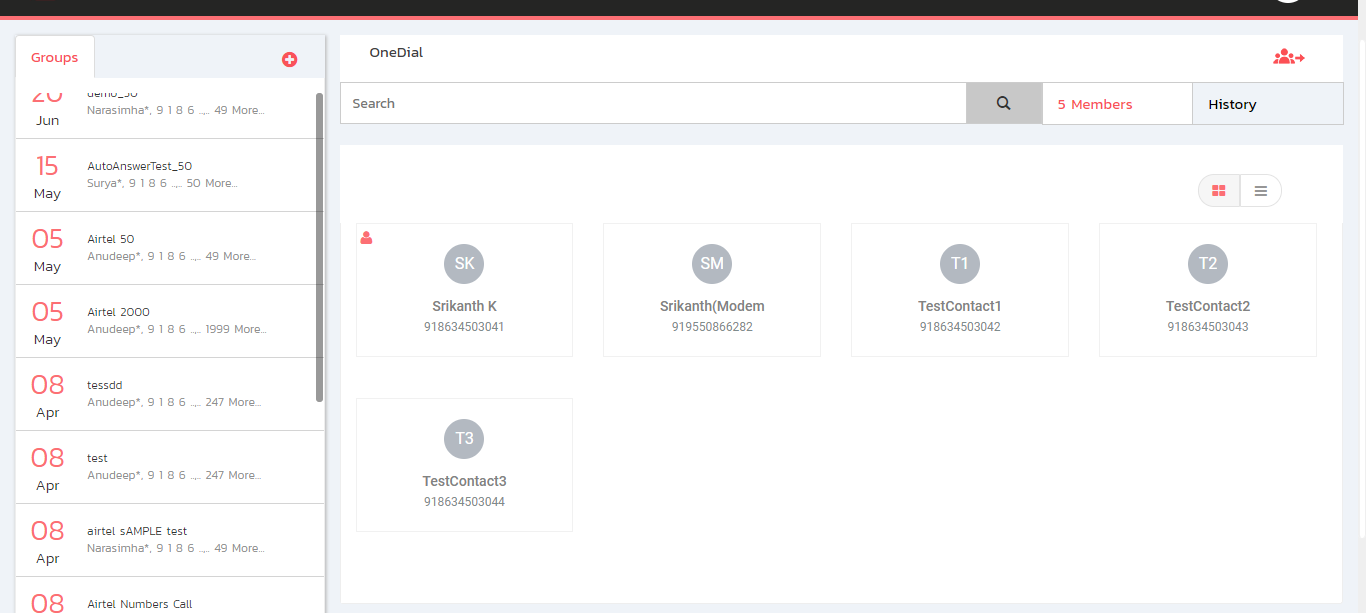 Groups
20
Jun
demo_50
Narasimha*, 9 1 8 6 ..,.. 49 More...
15
May
AutoAnswerTest_50
Surya*, 9 1 8 6 ..,.. 50 More...
05
May
Airtel 50
Anudeep*, 9 1 8 6 ..,.. 49 More...
05
May
Airtel 2000
Anudeep*, 9 1 8 6 ..,.. 1999 More...
08
Apr
tessdd
Anudeep*, 9 1 8 6 ..,.. 247 More...
08
Apr
test
Anudeep*, 9 1 8 6 ..,.. 247 More...
08
Apr
airtel sAMPLE test
Narasimha*, 9 1 8 6 ..,.. 49 More...
08
Airtel Numbers Call
OneDial
Search
5 Members
History
SK
Srikanth K
918634503041
SM
Srikanth(Modem
919550866282
T1
TestContact1
918634503042
T2
TestContact2
918634503043
T3
TestContact3
918634503044